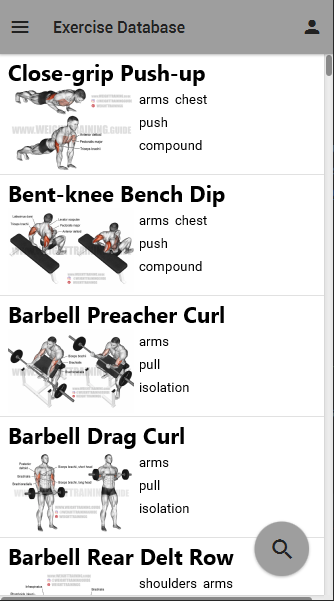 Exercise Database
Close-grip Push-up
arms chest
push
compound
Bent-knee Bench Dip
arms chest
push
compound
Barbell Preacher Curl
arms
pull
isolation
Barbell Drag Curl
arms
pull
isolation
Barbell Rear Delt Row
shoulders arms